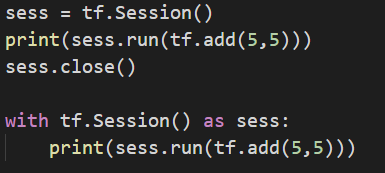 sess = tf.Session()
print(sess.run(tf.add(5,5)))
sess.close()

with tf.Session() as sess:
    print(sess.run(tf.add(5,5)))